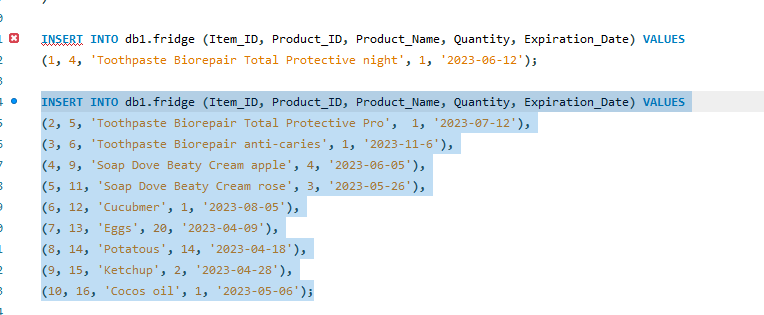 INSERT INTO db1.fridge (Item_ID, Product_ID, Product_Name, Quantity, Expiration_Date) VALUES
(1, 4, 'Toothpaste Biorepair Total Protective night', 1, '2023-06-12');
INSERT INTO db1.fridge (Item_ID, Product_ID, Product_Name, Quantity, Expiration_Date) VALUES
(2, 5, 'Toothpaste Biorepair Total Protective Pro',  1, '2023-07-12'),
(3, 6, 'Toothpaste Biorepair anti-caries', 1, '2023-11-6'),
(4, 9, 'Soap Dove Beaty Cream apple', 4, '2023-06-05'),
(5, 11, 'Soap Dove Beaty Cream rose', 3, '2023-05-26'),
(6, 12, 'Cucubmer', 1, '2023-08-05'),
(7, 13, 'Eggs', 20, '2023-04-09'),
(8, 14, 'Potatous', 14, '2023-04-18'),
(9, 15, 'Ketchup', 2, '2023-04-28'),
(10, 16, 'Cocos oil', 1, '2023-05-06');